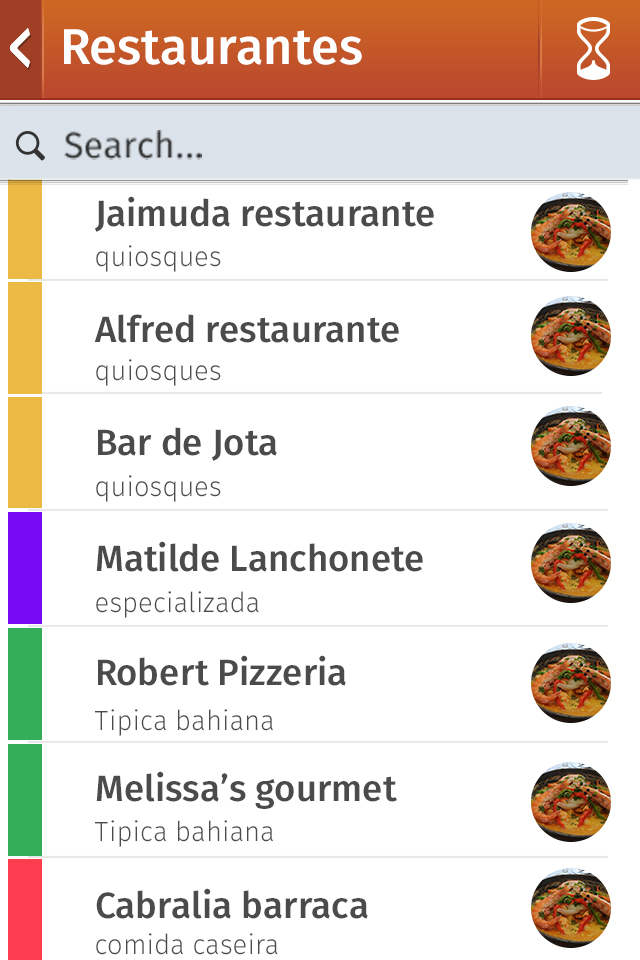 Restaurantes
Search...
Jaimuda restaurante
quiosques
Alfred restaurante
quiosques
Bar de Jota
quiosques
Matilde Lanchonete
especializada
Robert Pizzeria
Tipica bahiana
Melissa’s gourmet
Tipica bahiana
Cabralia barraca
comida caseira